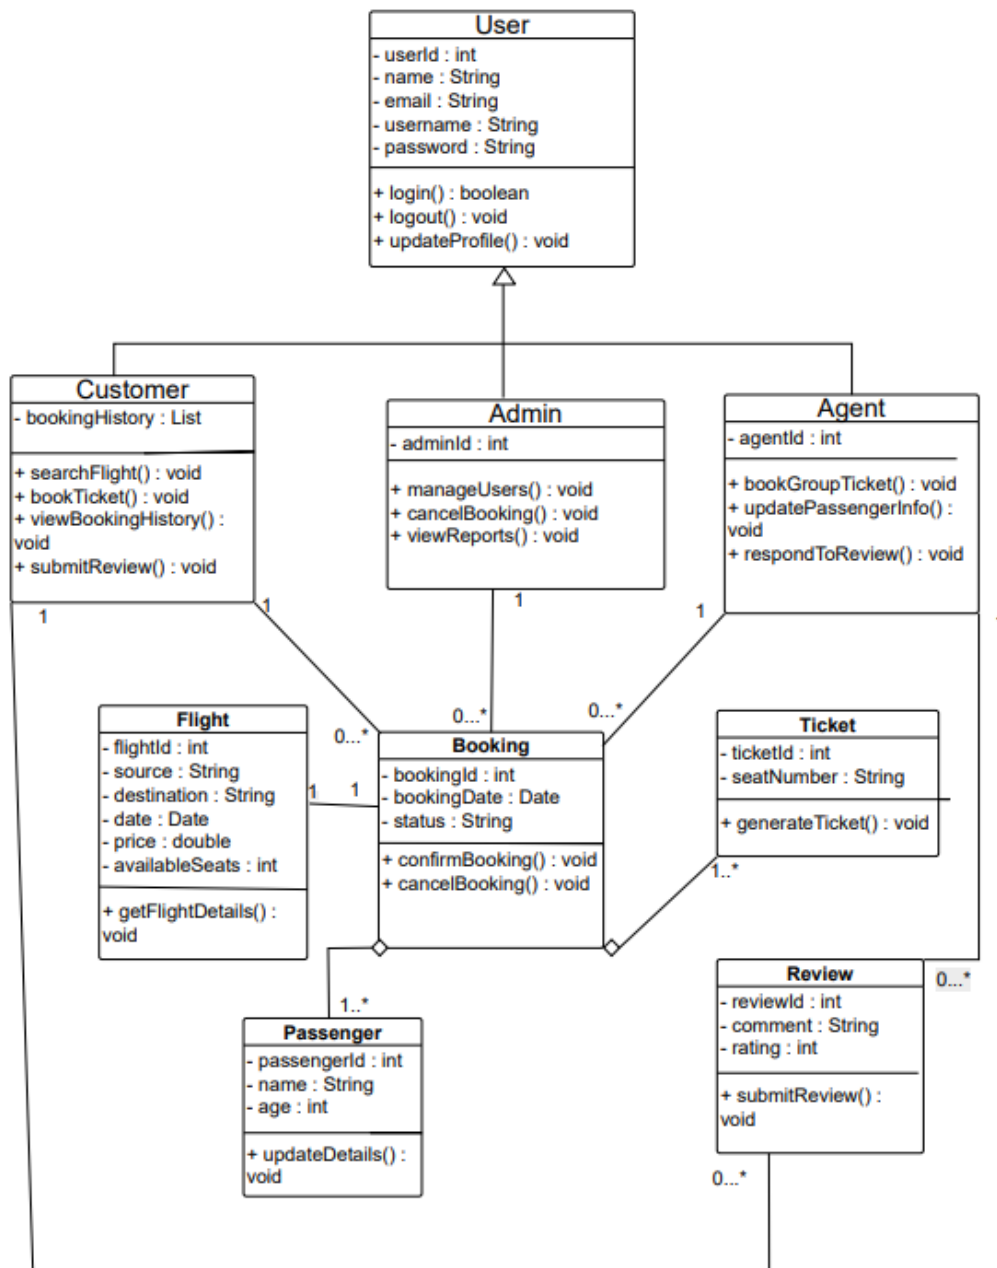 User
- userId : int
- name : String
- email : String
- username : String
- password : String
+ login() : boolean
+ logout() : void
+ updateProfile() : void
Customer
- bookingHistory : List
+ searchFlight() : void
+ bookTicket() : void
+ viewBookingHistory() :
void
+ submitReview() : void
Admin
- adminId : int
+ manageUsers() : void
+ cancelBooking() : void
+ viewReports() : void
Agent
- agentId : int
+ bookGroupTicket() : void
+ updatePassengerInfo() :
void
+ respondToReview() : void
1
1
1
1
0...*
0...*
0...*
Flight
- flightId : int
- source : String
- destination : String
- date : Date
- price : double
- availableSeats : int
+ getFlightDetails() :
void
1
1
Booking
- bookingId : int
- bookingDate : Date
- status : String
+ confirmBooking() : void
+ cancelBooking() : void
Ticket
- ticketId : int
- seatNumber : String
+ generateTicket() : void
1..*
1..*
0...*
Passenger
- passengerId : int
- name : String
- age : int
+ updateDetails() :
void
Review
- reviewId : int
- comment : String
- rating : int
+ submitReview() :
void
0...*